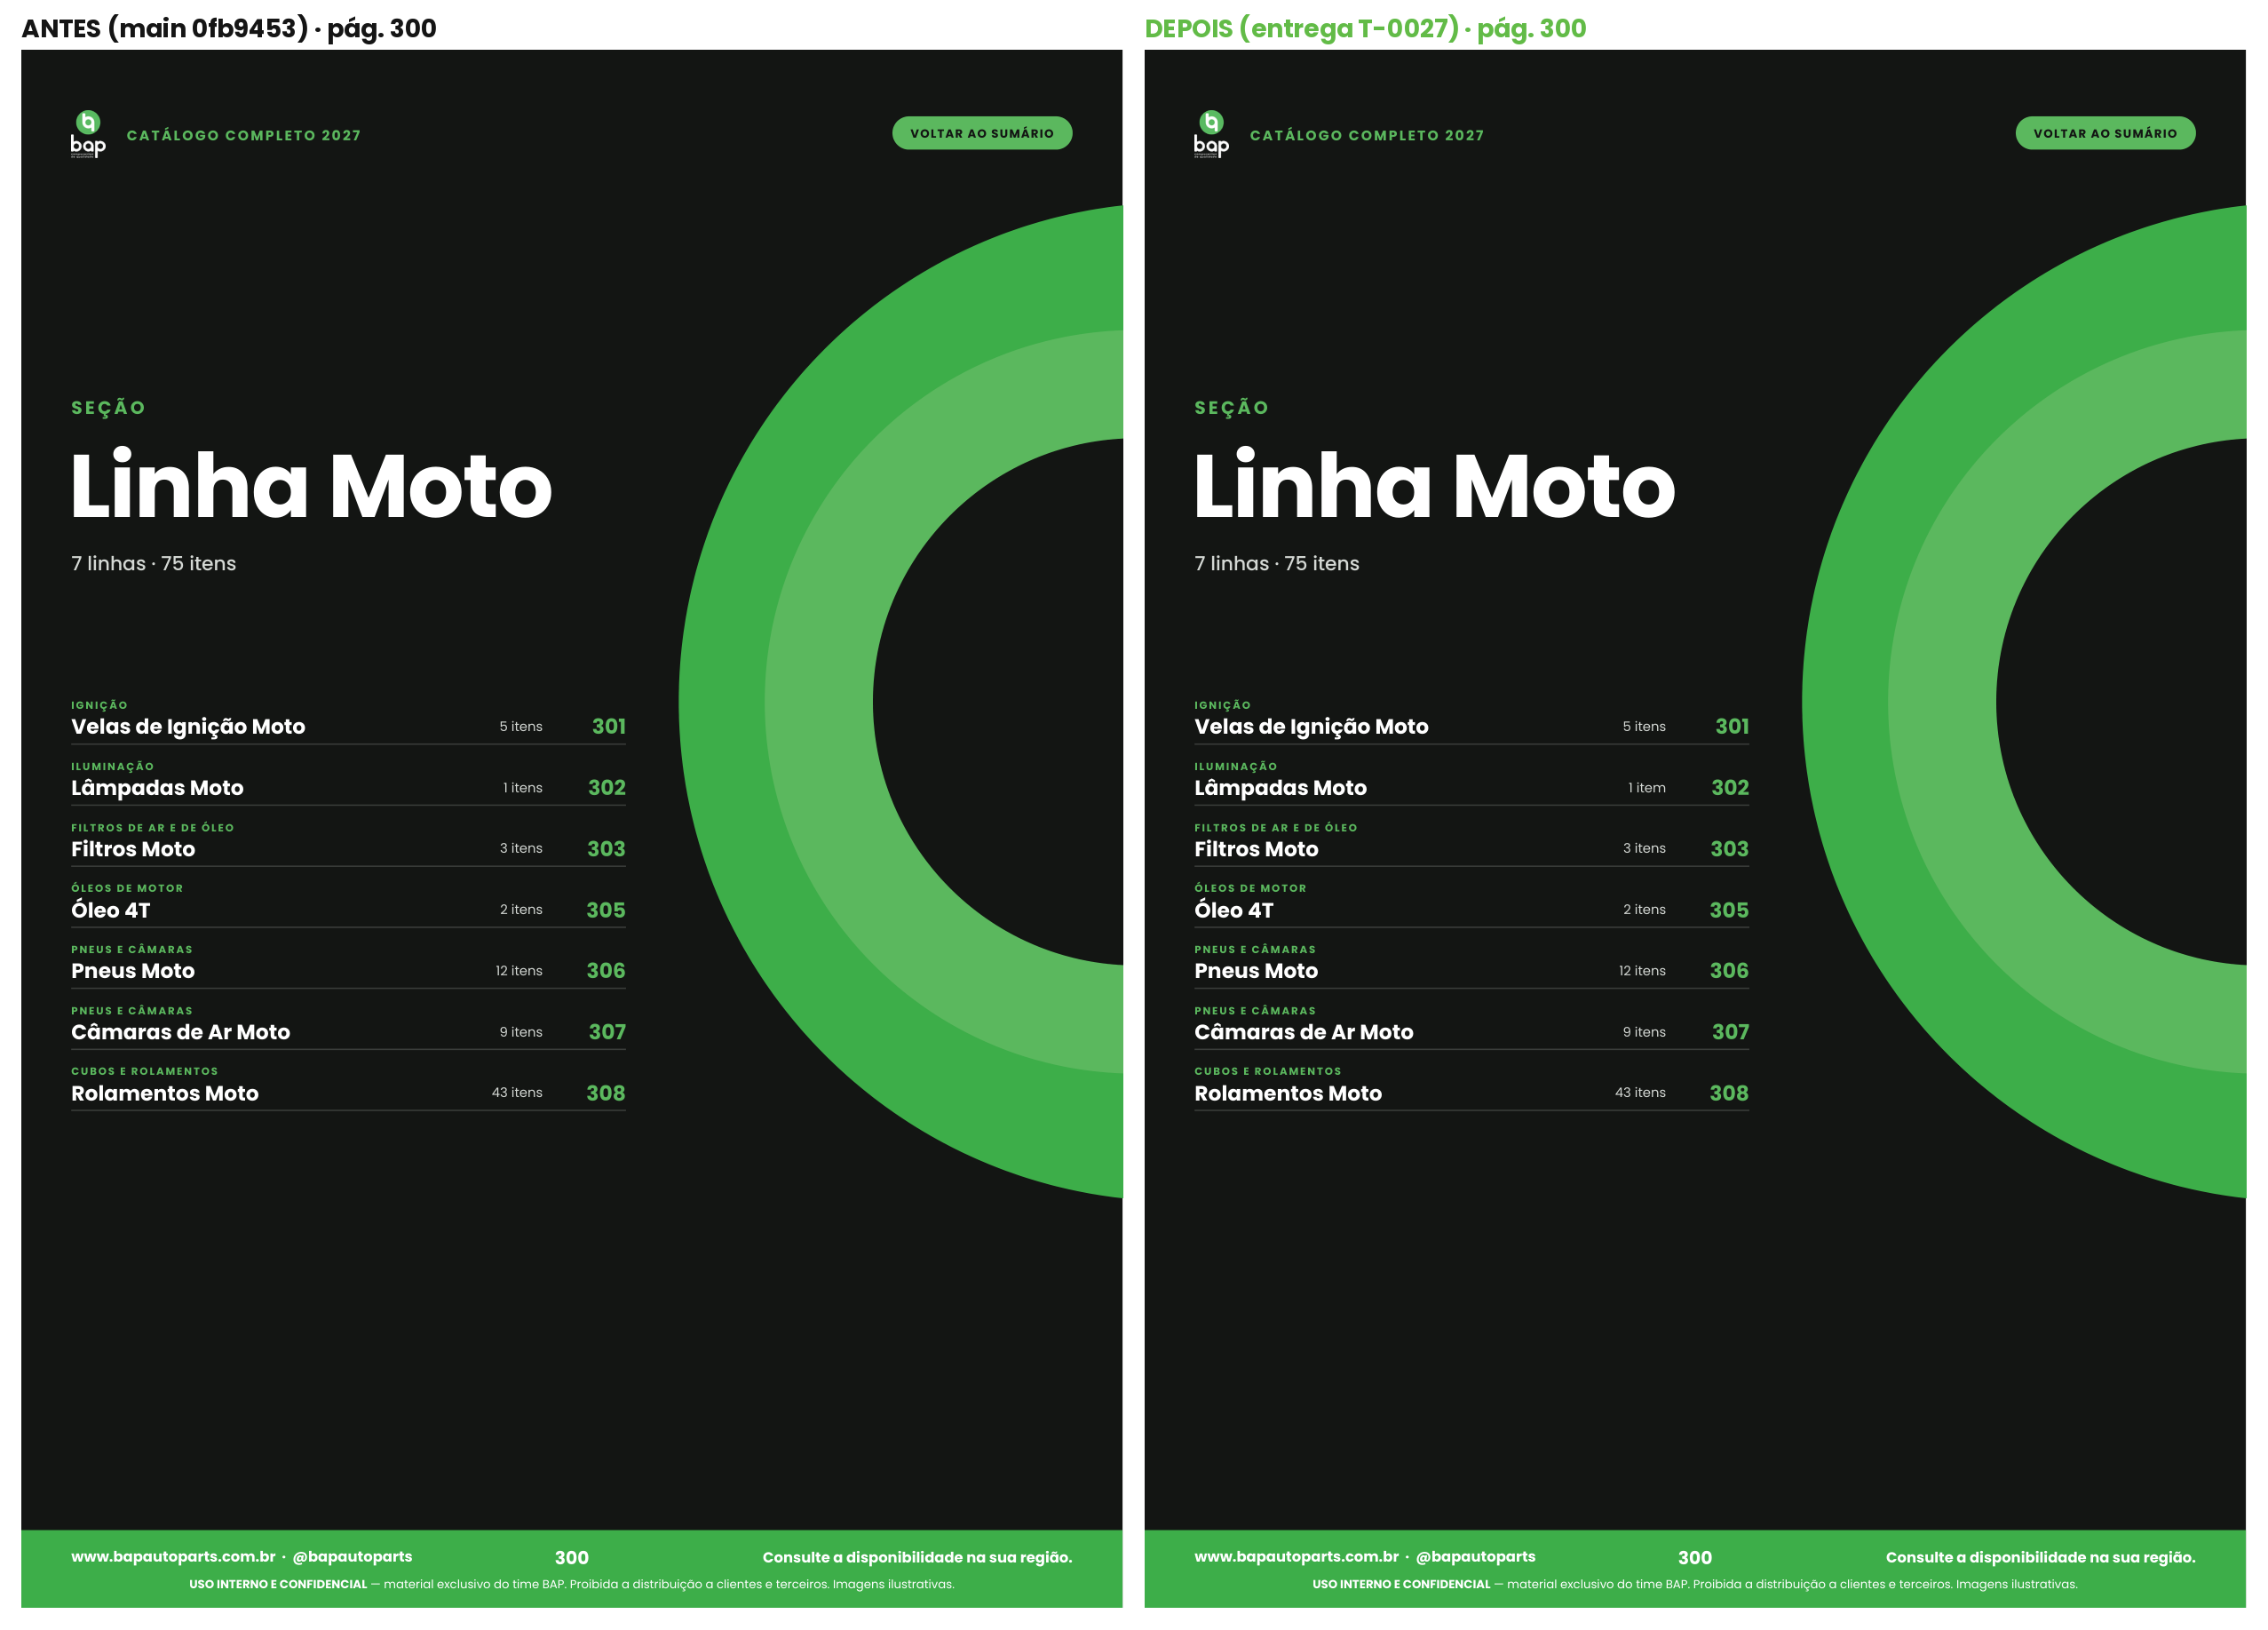 ANTES (main 0fb9453) · pág. 300
bap
CATÁLOGO COMPLETO 2027
VOLTAR AO SUMÁRIO
SEÇÃO
Linha Moto
7 linhas · 75 itens
IGNIÇÃO
Velas de Ignição Moto 5 itens 301
ILUMINAÇÃO
Lâmpadas Moto 1 itens 302
FILTROS DE AR E DE ÓLEO
Filtros Moto 3 itens 303
ÓLEOS DE MOTOR
Óleo 4T 2 itens 305
PNEUS E CÂMARAS
Pneus Moto 12 itens 306
PNEUS E CÂMARAS
Câmaras de Ar Moto 9 itens 307
CUBOS E ROLAMENTOS
Rolamentos Moto 43 itens 308
www.bapautoparts.com.br · @bapautoparts 300 Consulte a disponibilidade na sua região.
USO INTERNO E CONFIDENCIAL — material exclusivo do time BAP. Proibida a distribuição a clientes e terceiros. Imagens ilustrativas.
DEPOIS (entrega T-0027) · pág. 300
bap
CATÁLOGO COMPLETO 2027
VOLTAR AO SUMÁRIO
SEÇÃO
Linha Moto
7 linhas · 75 itens
IGNIÇÃO
Velas de Ignição Moto 5 itens 301
ILUMINAÇÃO
Lâmpadas Moto 1 item 302
FILTROS DE AR E DE ÓLEO
Filtros Moto 3 itens 303
ÓLEOS DE MOTOR
Óleo 4T 2 itens 305
PNEUS E CÂMARAS
Pneus Moto 12 itens 306
PNEUS E CÂMARAS
Câmaras de Ar Moto 9 itens 307
CUBOS E ROLAMENTOS
Rolamentos Moto 43 itens 308
www.bapautoparts.com.br · @bapautoparts 300 Consulte a disponibilidade na sua região.
USO INTERNO E CONFIDENCIAL — material exclusivo do time BAP. Proibida a distribuição a clientes e terceiros. Imagens ilustrativas.